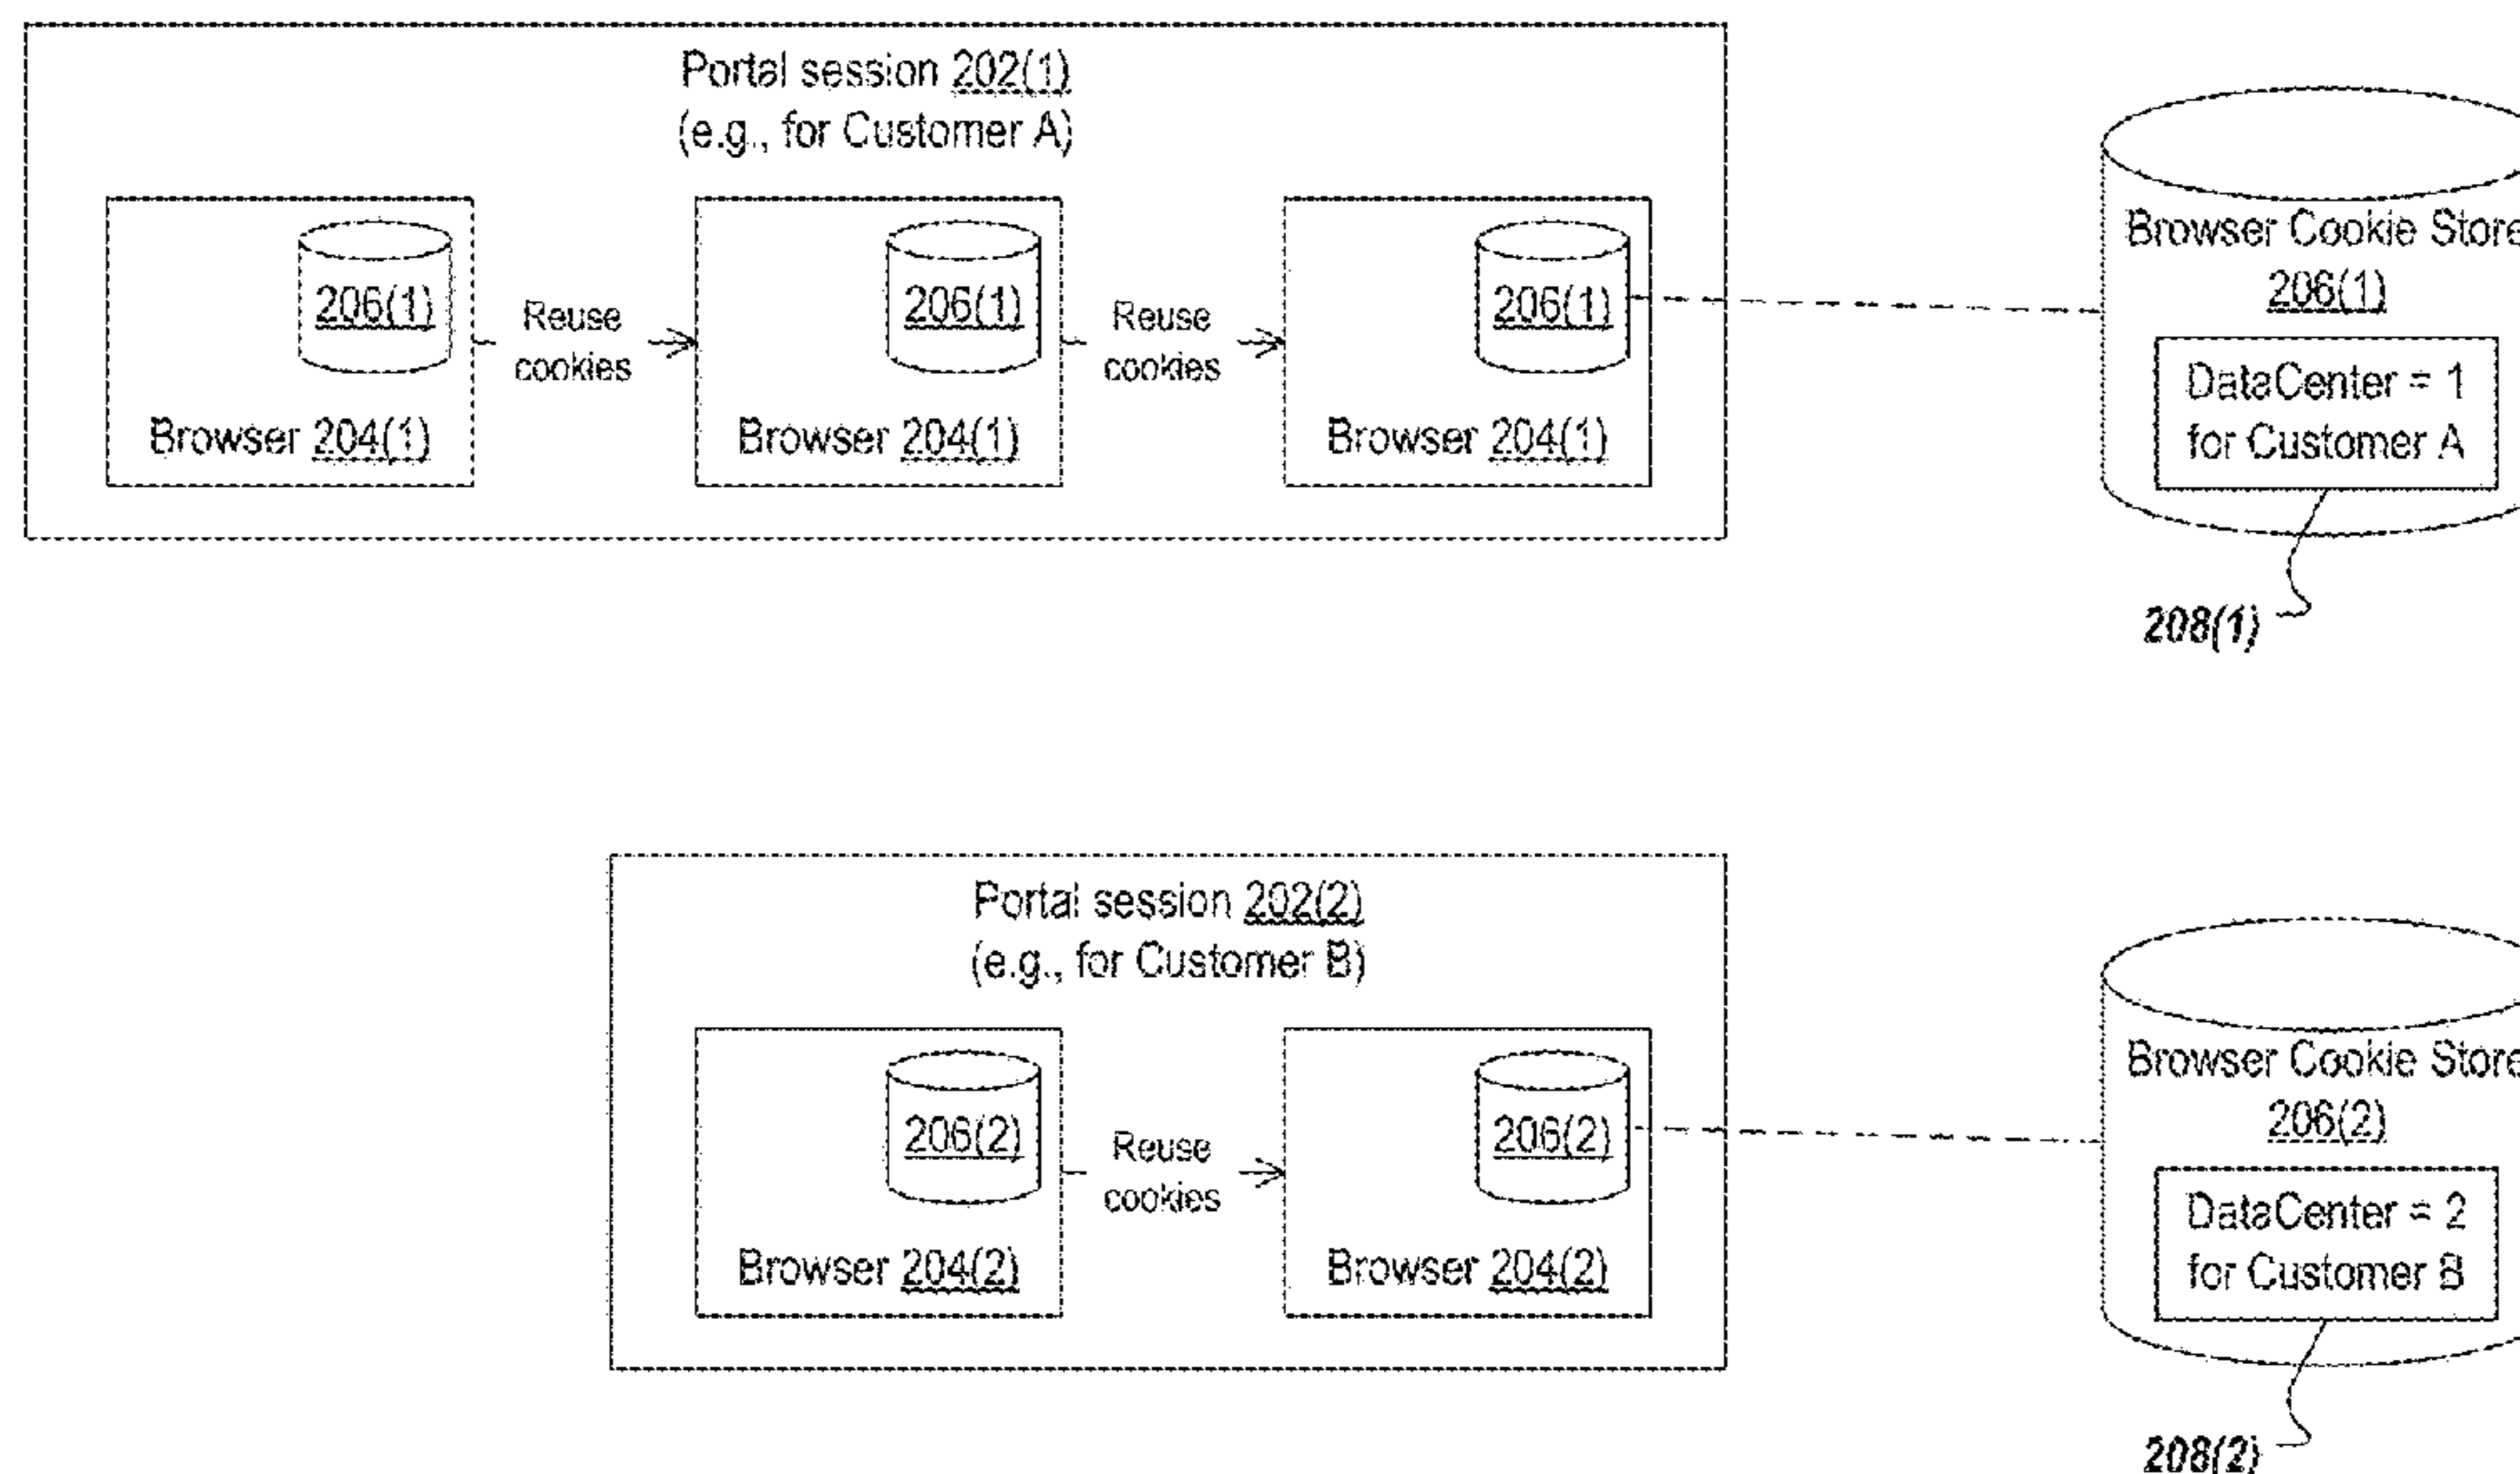 Portal session 202(1)
(e.g., for Customer A)
206(1)
Reuse
cookies
Browser 204(1)
206(1)
Reuse
cookies
Browser 204(1)
206(1)
Browser 204(1)
Browser Cookie Store
206(1)
DataCenter = 1
for Customer A
208(1)
Portal session 202(2)
(e.g., for Customer B)
206(2)
Reuse
cookies
Browser 204(2)
206(2)
Browser 204(2)
Browser Cookie Store
206(2)
DataCenter = 2
for Customer B
208(2)